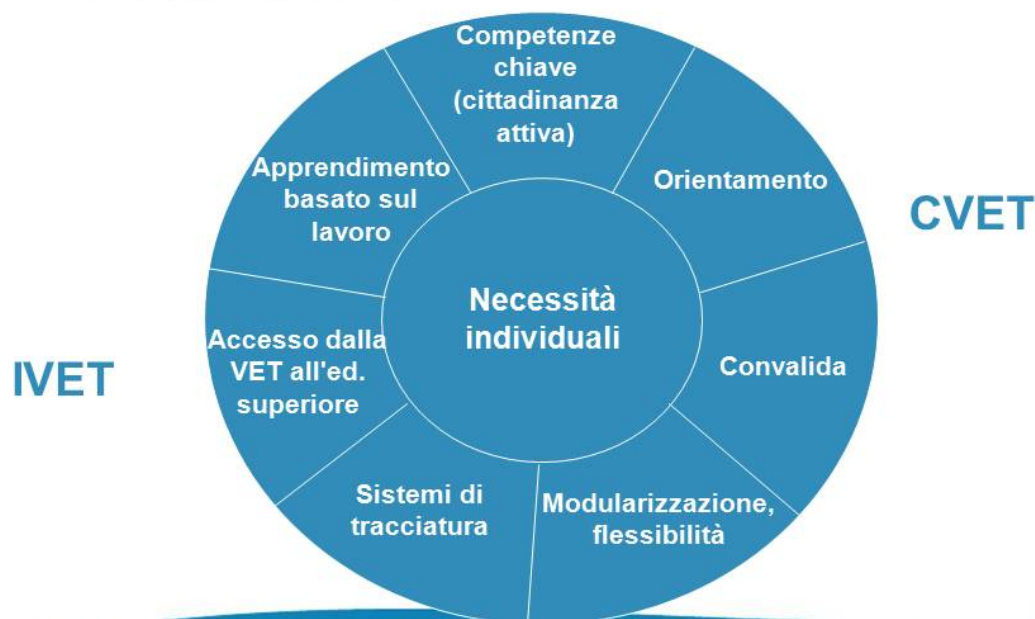 Competenze
chiave
(cittadinanza
attiva)
Apprendimento
basato sul
lavoro
Orientamento
CVET
Necessità
individuali
IVET
Accesso dalla
VET all'ed.
superiore
Convalida
Sistemi di
tracciatura
Modularizzazione,
flessibilità